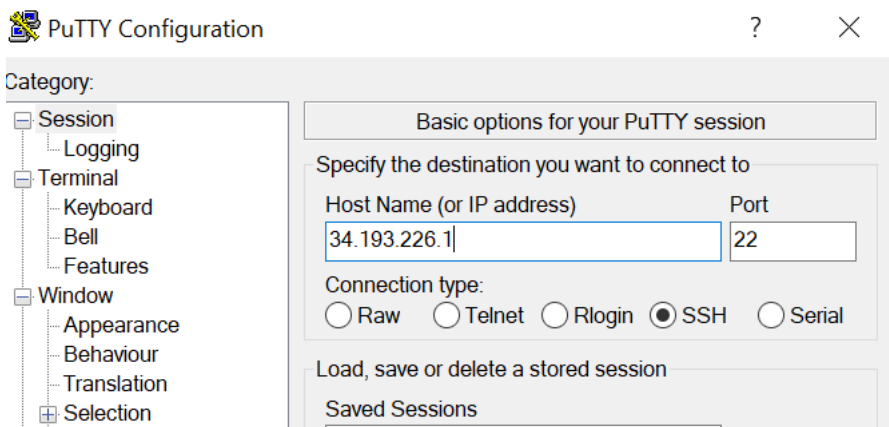 PuTTY Configuration ? ×
Category:
Session
Logging
Terminal
Keyboard
Bell
Features
Window
Appearance
Behaviour
Translation
Selection
Basic options for your PuTTY session
Specify the destination you want to connect to
Host Name (or IP address) Port
34.193.226.1 22
Connection type:
Raw Telnet Rlogin SSH Serial
Load, save or delete a stored session
Saved Sessions